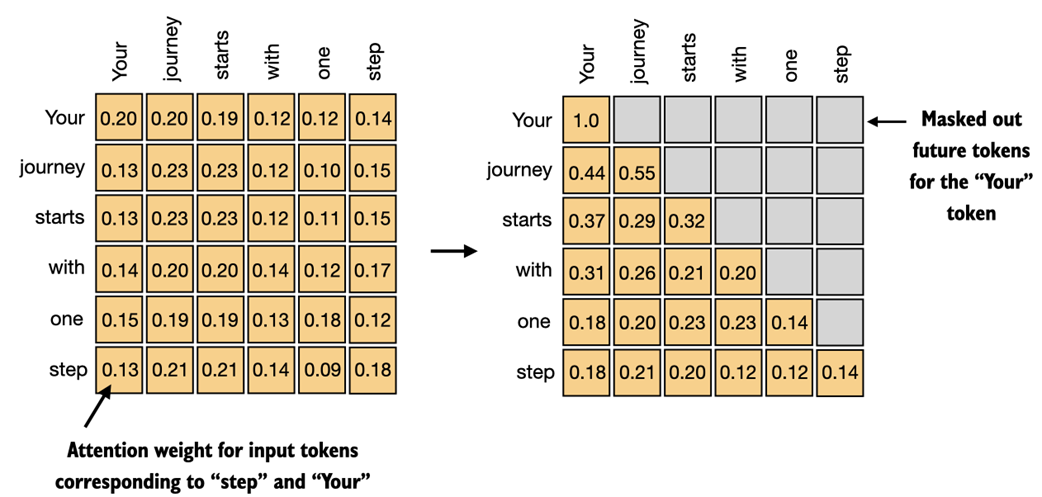 Your journey starts with one step
Your 0.20 0.20 0.19 0.12 0.12 0.14
journey 0.13 0.23 0.23 0.12 0.10 0.15
starts 0.13 0.23 0.23 0.12 0.11 0.15
with 0.14 0.20 0.20 0.14 0.12 0.17
one 0.15 0.19 0.19 0.13 0.18 0.12
step 0.13 0.21 0.21 0.14 0.09 0.18
Attention weight for input tokens
corresponding to “step” and “Your”
Your journey starts with one step
Your 1.0
journey 0.44 0.55
starts 0.37 0.29 0.32
with 0.31 0.26 0.21 0.20
one 0.18 0.20 0.23 0.23 0.14
step 0.18 0.21 0.20 0.12 0.12 0.14
Masked out
future tokens
for the “Your”
token